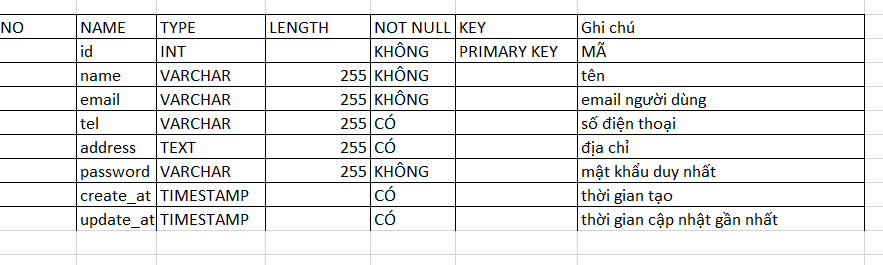 NO NAME TYPE LENGTH NOT NULL KEY Ghi chú
id INT KHÔNG PRIMARY KEY MÃ
name VARCHAR 255 KHÔNG tên
email VARCHAR 255 KHÔNG email người dùng
tel VARCHAR 255 CÓ số điện thoại
address TEXT 255 CÓ địa chỉ
password VARCHAR 255 KHÔNG mật khẩu duy nhất
create_at TIMESTAMP CÓ thời gian tạo
update_at TIMESTAMP CÓ thời gian cập nhật gần nhất